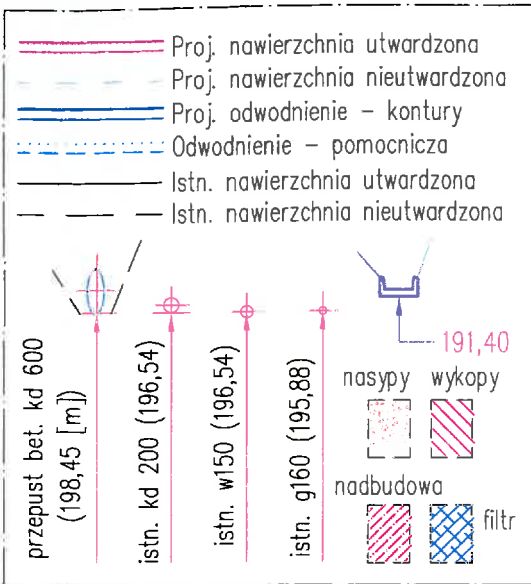 Proj. nawierzchnia utwardzona
Proj. nawierzchnia nieutwardzona
Proj. odwodnienie – kontury
Odwodnienie – pomocnicza
Istn. nawierzchnia utwardzona
Istn. nawierzchnia nieutwardzona
przepust bet. kd 600
(198,45 [m])
istn. kd 200 (196,54)
istn. w150 (196,54)
istn. g160 (195,88)
191,40
nasypy wykopy
nadbudowa
filtr